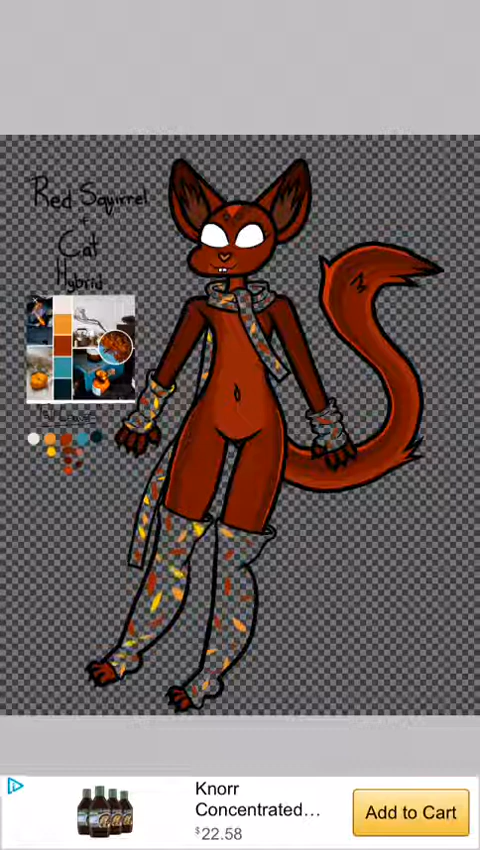 Red Squirrel
+
Cat
Hybrid
Knorr
Concentrated...
$22.58
Add to Cart